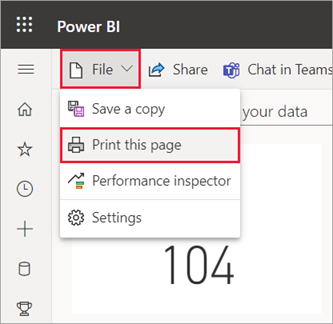 Power BI
File Share Chat in Teams
Save a copy
your data
Print this page
Performance inspector
Settings
104